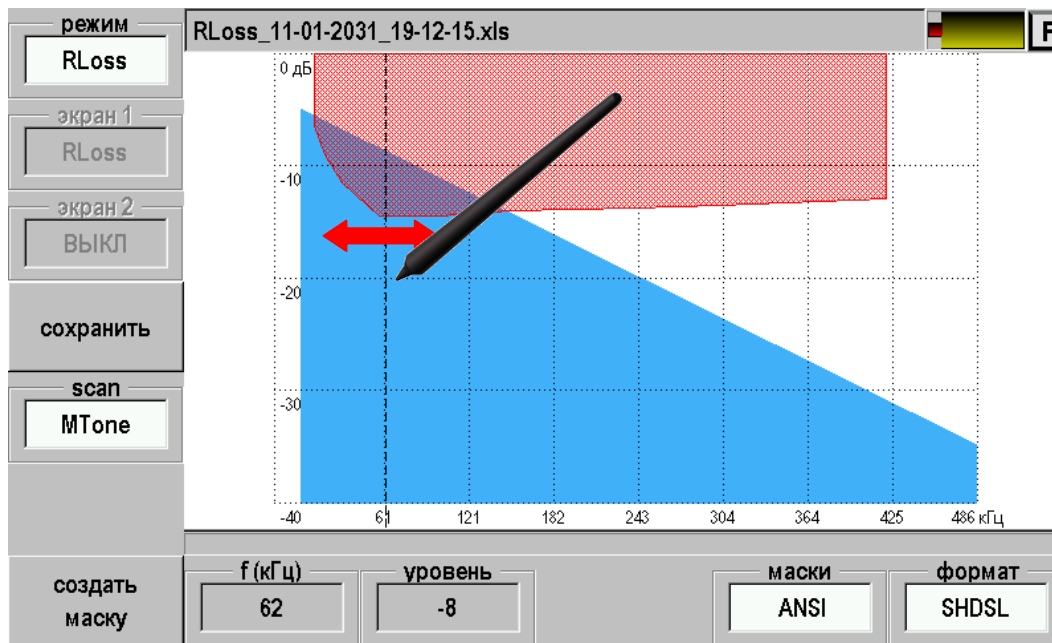 режим
RLoss
RLoss_11-01-2031_19-12-15.xls
F
экран 1
RLoss
экран 2
ВЫКЛ
сохранить
scan
MTone
создать
маску
0 дБ
-10
-20
-30
-40
61
121
182
243
304
364
425
486 кГц
f (кГц)
62
уровень
-8
маски
ANSI
формат
SHDSL